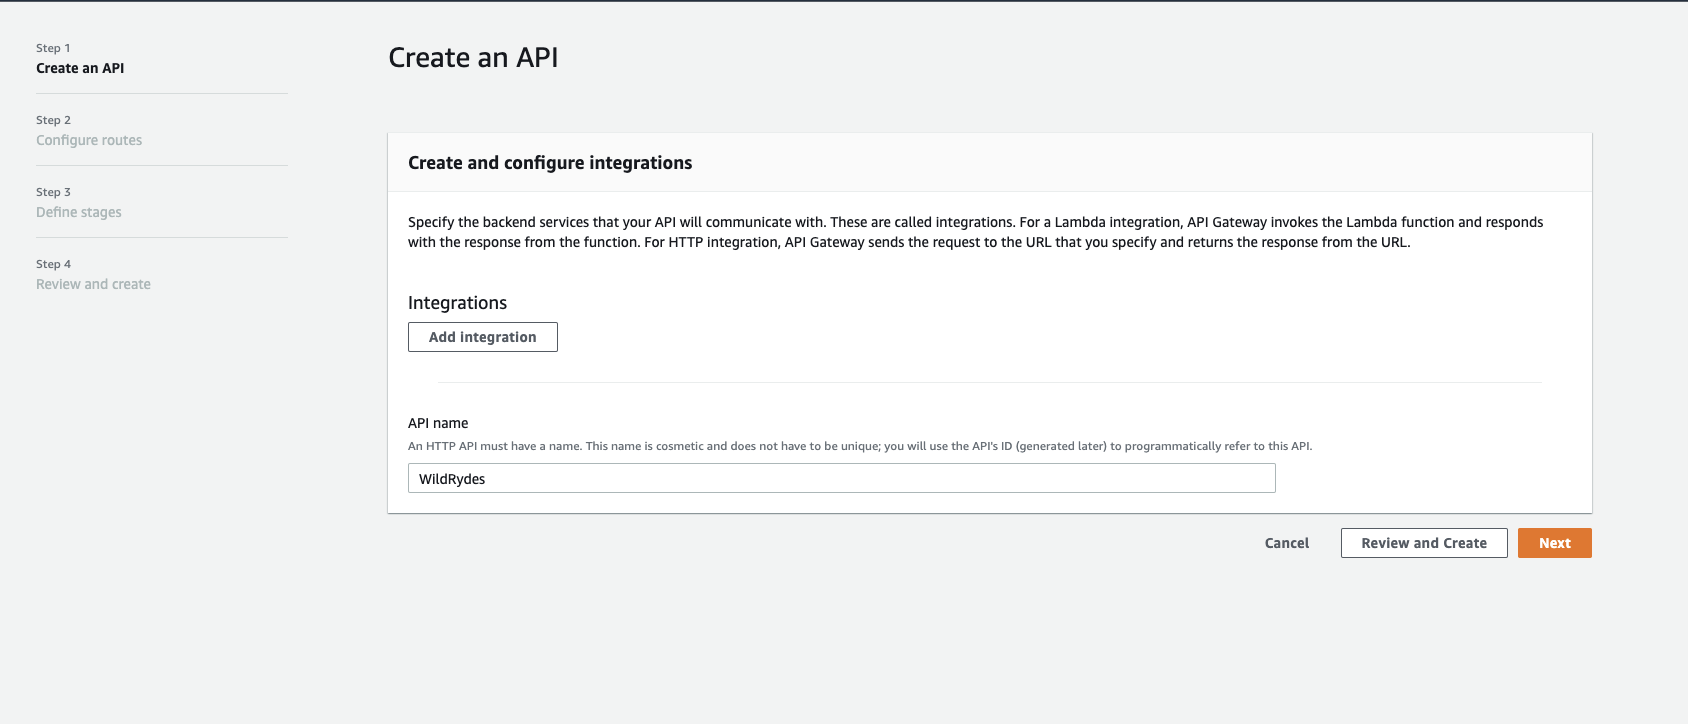 Step 1
Create an API
Step 2
Configure routes
Step 3
Define stages
Step 4
Review and create
Create an API
Create and configure integrations
Specify the backend services that your API will communicate with. These are called integrations. For a Lambda integration, API Gateway invokes the Lambda function and responds
with the response from the function. For HTTP integration, API Gateway sends the request to the URL that you specify and returns the response from the URL.
Integrations
Add integration
API name
An HTTP API must have a name. This name is cosmetic and does not have to be unique; you will use the API's ID (generated later) to programmatically refer to this API.
WildRydes
Cancel
Review and Create
Next